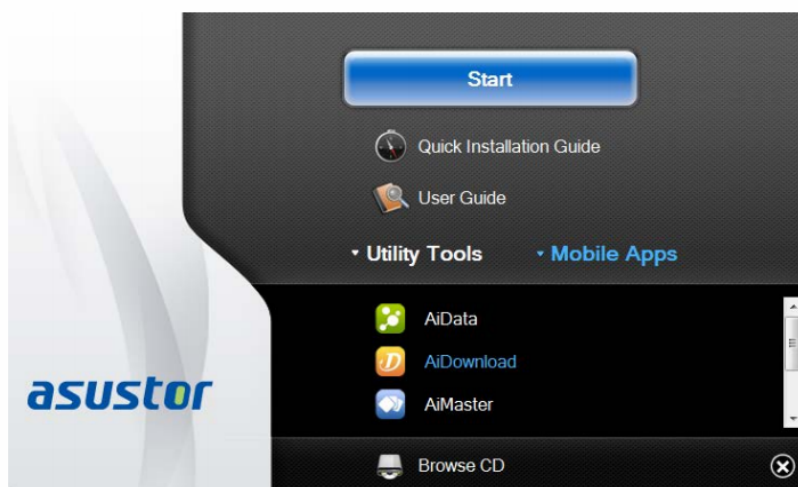 Start
Quick Installation Guide
User Guide
Utility Tools
Mobile Apps
AiData
AiDownload
AiMaster
asustor
Browse CD